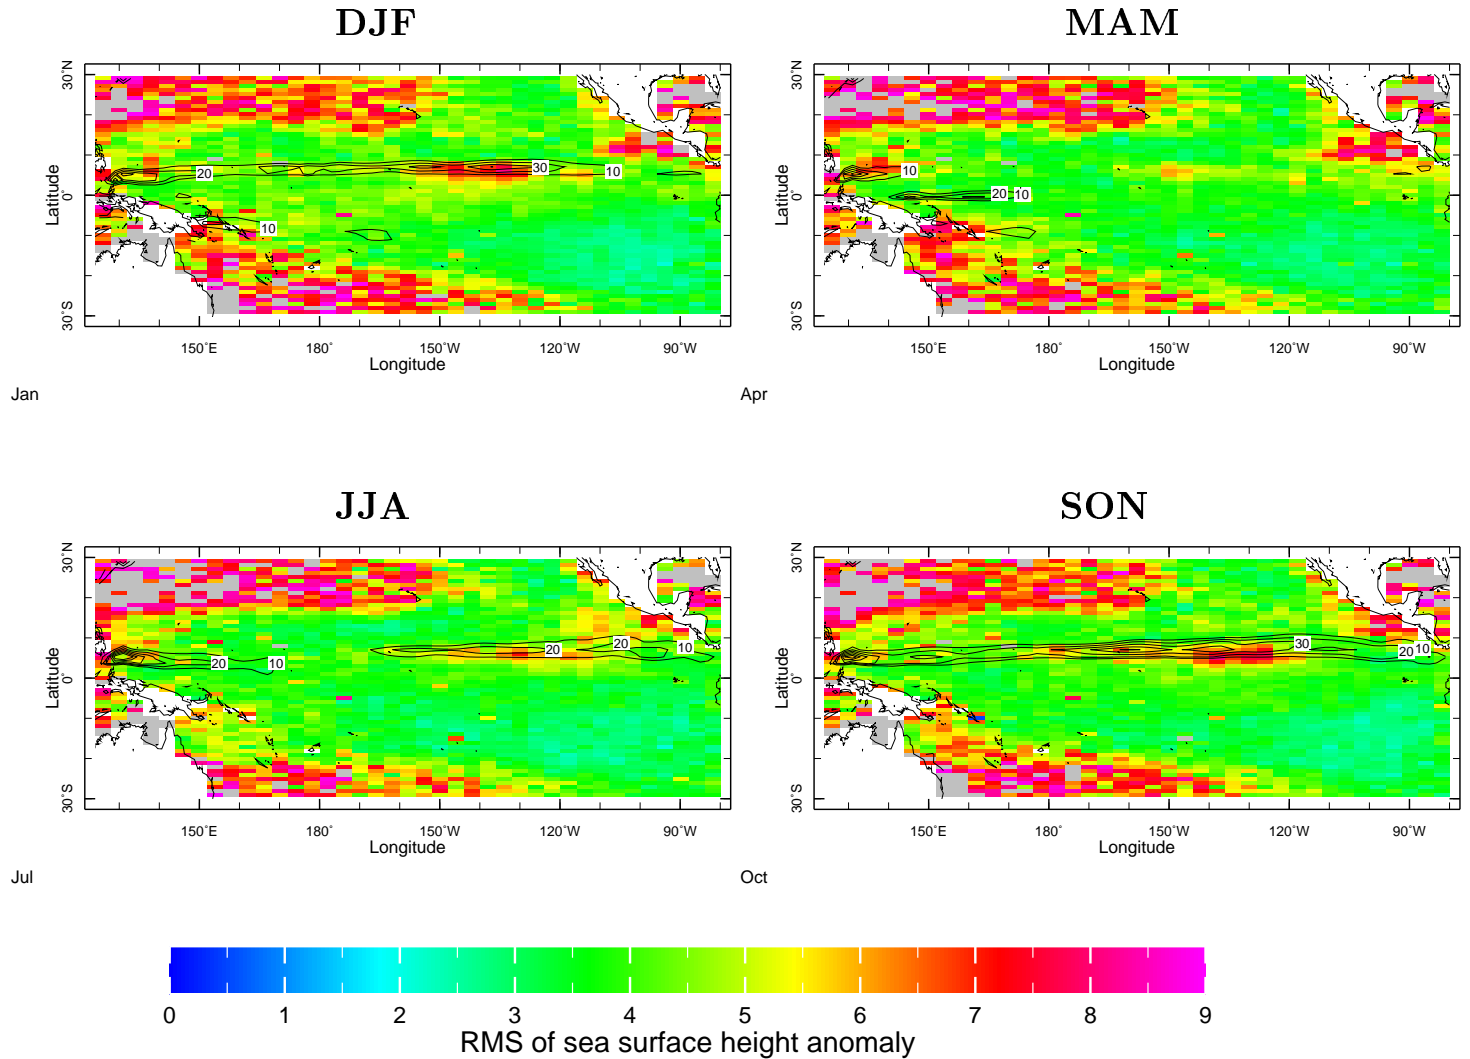 DJF MAM
30°N 30°N
Latitude Latitude
0° 0°
30°S 30°S
20 30 10 10
10 20 10
150°E 180° 150°W 120°W 90°W 150°E 180° 150°W 120°W 90°W
Longitude Longitude
Jan Apr
JJA SON
30°N 30°N
Latitude Latitude
0° 0°
30°S 30°S
20 10 20 20 10 30 20 10
150°E 180° 150°W 120°W 90°W 150°E 180° 150°W 120°W 90°W
Longitude Longitude
Jul Oct
0 1 2 3 4 5 6 7 8 9
RMS of sea surface height anomaly